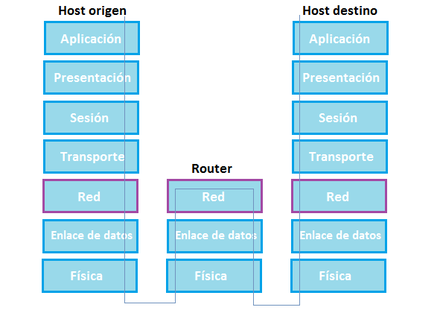 Host origen
Host destino
Aplicación
Aplicación
Presentación
Presentación
Sesión
Sesión
Transporte
Transporte
Router
Red
Red
Red
Enlace de datos
Enlace de datos
Enlace de datos
Física
Física
Física